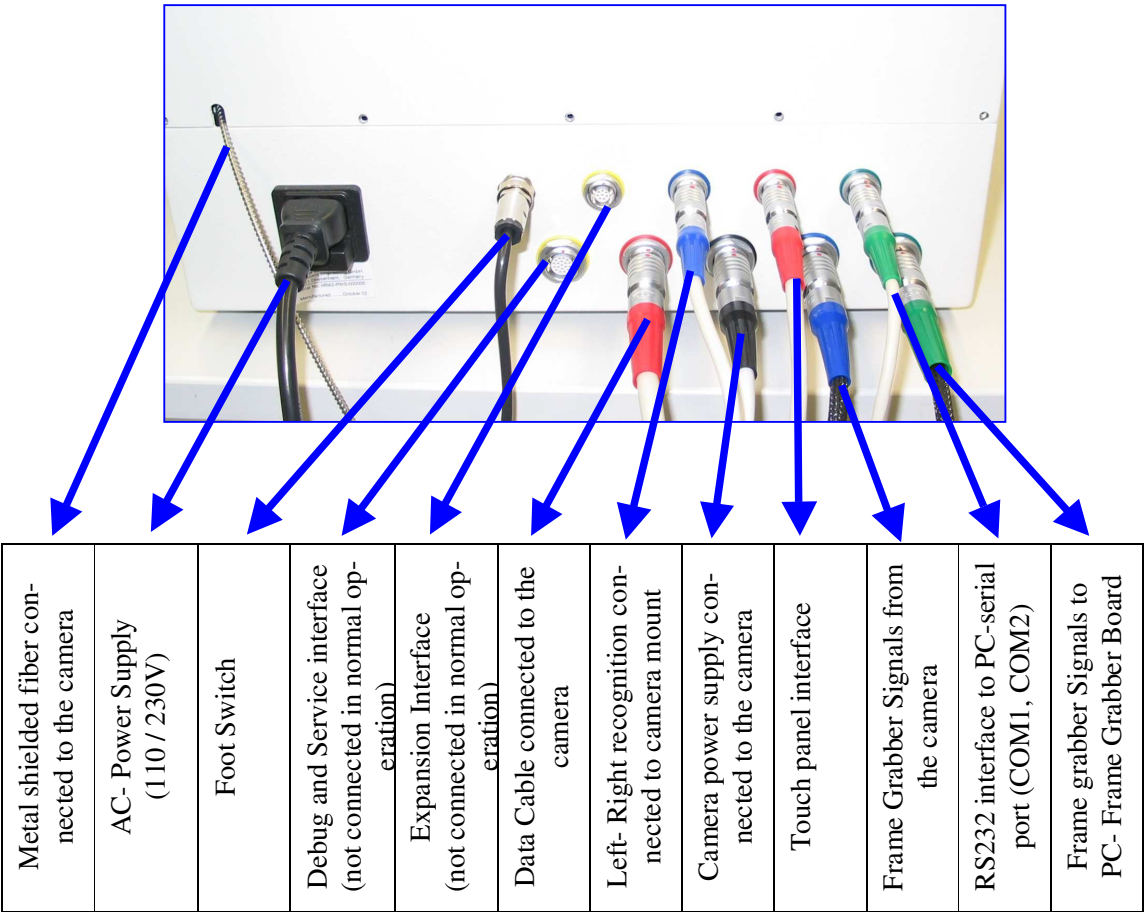 Metal shielded fiber con-
nected to the camera
AC- Power Supply
(110 / 230V)
Foot Switch
Debug and Service interface
(not connected in normal op-
eration)
Expansion Interface
(not connected in normal op-
eration)
Data Cable connected to the
camera
Left- Right recognition con-
nected to camera mount
Camera power supply con-
nected to the camera
Touch panel interface
Frame Grabber Signals from
the camera
RS232 interface to PC-serial
port (COM1, COM2)
Frame grabber Signals to
PC- Frame Grabber Board